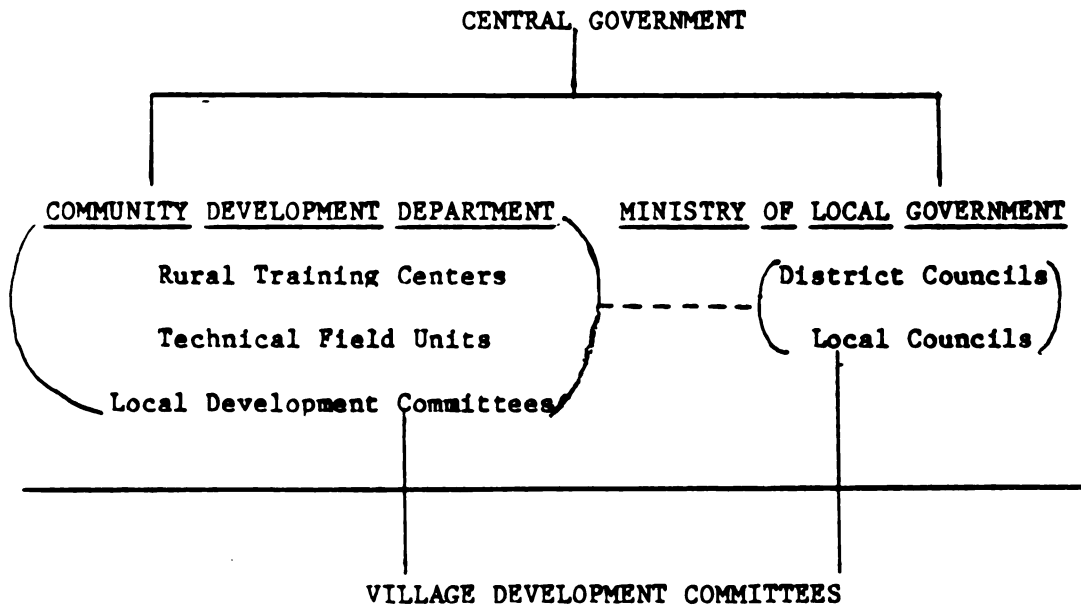 CENTRAL GOVERNMENT
COMMUNITY DEVELOPMENT DEPARTMENT
Rural Training Centers
Technical Field Units
Local Development Committees
MINISTRY OF LOCAL GOVERNMENT
District Councils
Local Councils
VILLAGE DEVELOPMENT COMMITTEES